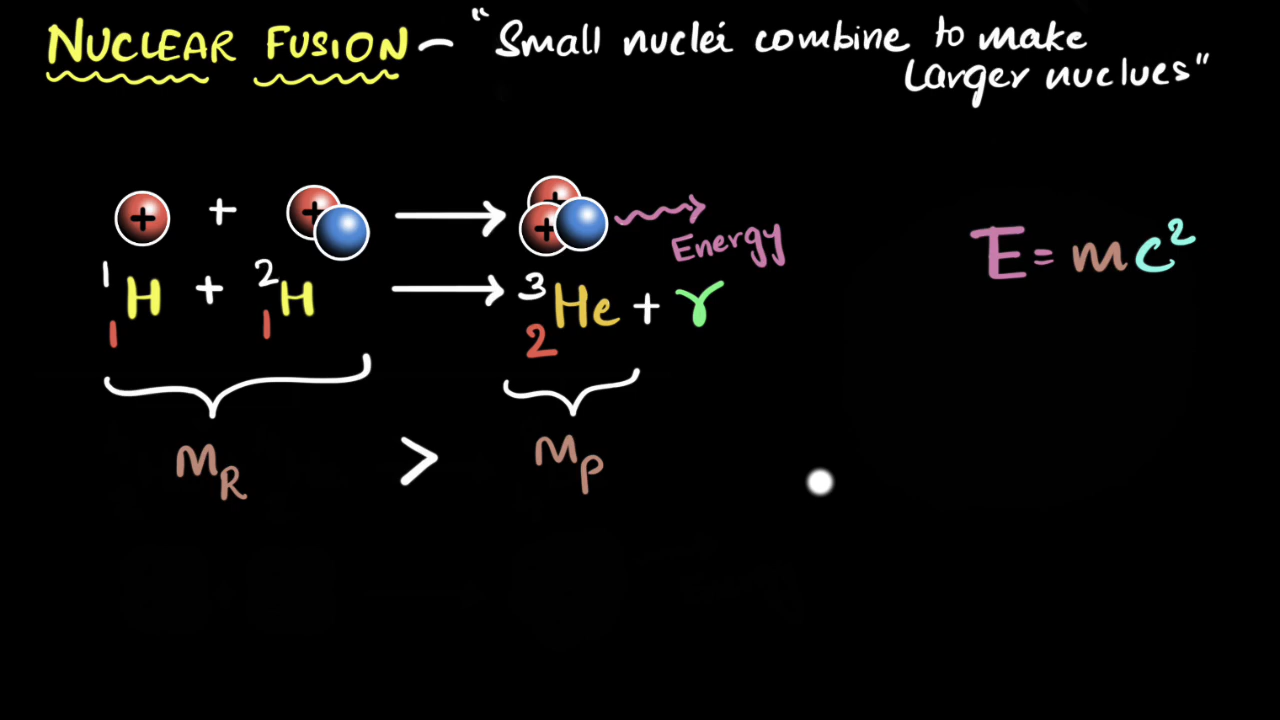 NUCLEAR FUSION — "Small nuclei combine to make
Larger nuclues"
+ + + + +
Energy
E = mc²
¹₁H + ²₁H → ³₂He + γ
M_R > M_P